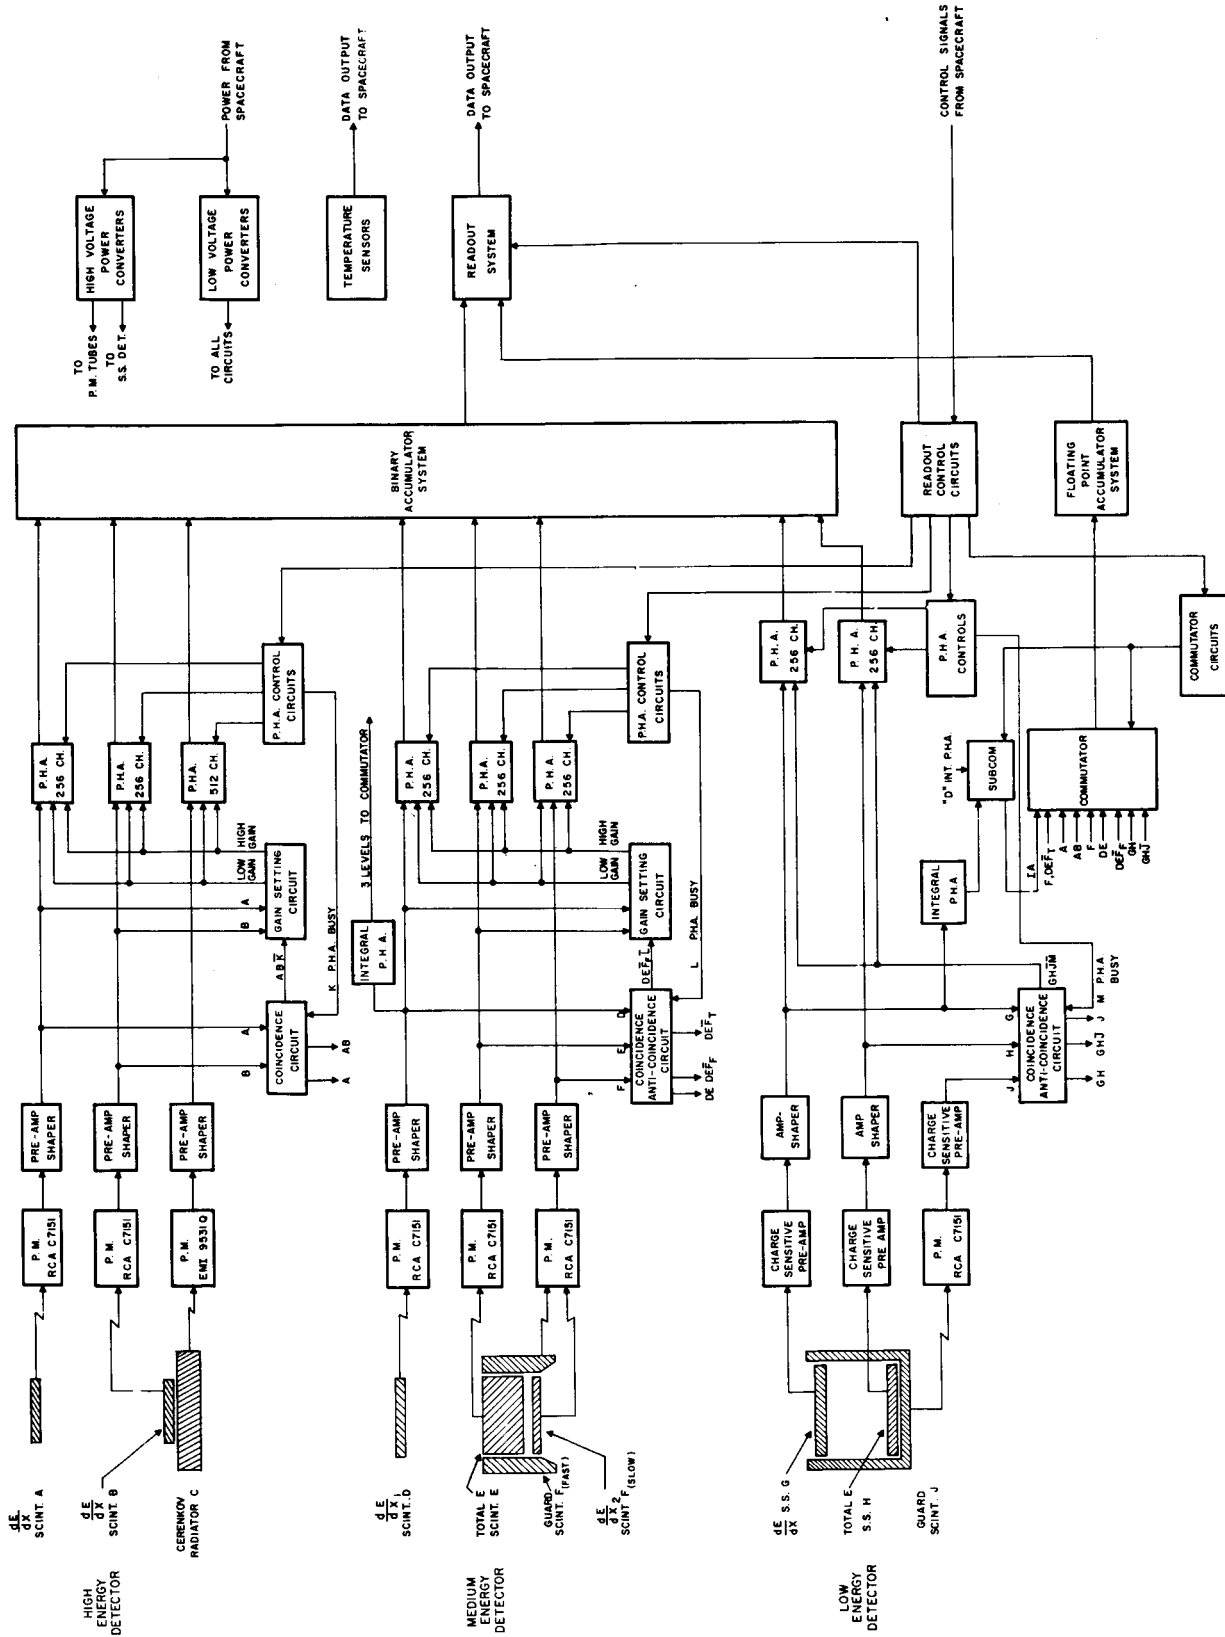 HIGH
ENERGY
DETECTOR
dE
dX
SCINT. A
dE
dX
SCINT. B
CERENKOV
RADIATOR C
P. M.
RCA C7151
P. M.
RCA C7151
P. M.
EMI 9531 Q
PRE-AMP
SHAPER
PRE-AMP
SHAPER
PRE-AMP
SHAPER
B
A
COINCIDENCE
CIRCUIT
A
AB
ABK̅
K P.H.A. BUSY
B
A
GAIN SETTING
CIRCUIT
LOW
GAIN
HIGH
GAIN
P.H.A.
256 CH.
P.H.A.
256 CH.
P.H.A.
512 CH.
P.H.A. CONTROL
CIRCUITS
MEDIUM
ENERGY
DETECTOR
dE
dX 1
SCINT. D
TOTAL E
SCINT. E
GUARD
SCINT. F(FAST)
dE
dX 2
SCINT F(SLOW)
P. M.
RCA C7151
P. M.
RCA C7151
P. M.
RCA C7151
PRE-AMP
SHAPER
PRE-AMP
SHAPER
PRE-AMP
SHAPER
INTEGRAL
P.H.A.
3 LEVELS TO COMMUTATOR
F
E
D
COINCIDENCE
ANTI-COINCIDENCE
CIRCUIT
DE
DEF̅F
DEF̅T
DEF̅F L̅
L P.H.A. BUSY
GAIN SETTING
CIRCUIT
LOW
GAIN
HIGH
GAIN
P.H.A.
256 CH.
P.H.A.
256 CH.
P.H.A.
256 CH.
P.H.A. CONTROL
CIRCUITS
LOW
ENERGY
DETECTOR
dE
dX
S.S. G
TOTAL E
S.S. H
GUARD
SCINT. J
CHARGE
SENSITIVE
PRE-AMP
CHARGE
SENSITIVE
PRE AMP
P. M.
RCA C7151
AMP-
SHAPER
AMP
SHAPER
CHARGE
SENSITIVE
PRE-AMP
J
H
G
COINCIDENCE
ANTI-COINCIDENCE
CIRCUIT
GH
GHJ̅
J
M P.H.A
BUSY
GHJ̅M̅
INTEGRAL
P.H.A.
"D" INT. P.H.A.
SUBCOM
IA
F, DEF̅T
A
AB
F
DE
DEF̅F
GH
GHJ̅
COMMUTATOR
COMMUTATOR
CIRCUITS
P.H.A.
256 CH.
P.H.A.
256 CH.
P.H.A
CONTROLS
BINARY
ACCUMULATOR
SYSTEM
READOUT
CONTROL
CIRCUITS
FLOATING
POINT
ACCUMULATOR
SYSTEM
TO
P.M. TUBES
TO
S.S. DET.
HIGH VOLTAGE
POWER
CONVERTERS
TO ALL
CIRCUITS
LOW VOLTAGE
POWER
CONVERTERS
POWER FROM
SPACECRAFT
TEMPERATURE
SENSORS
DATA OUTPUT
TO SPACECRAFT
READOUT
SYSTEM
DATA OUTPUT
TO SPACECRAFT
CONTROL SIGNALS
FROM SPACECRAFT